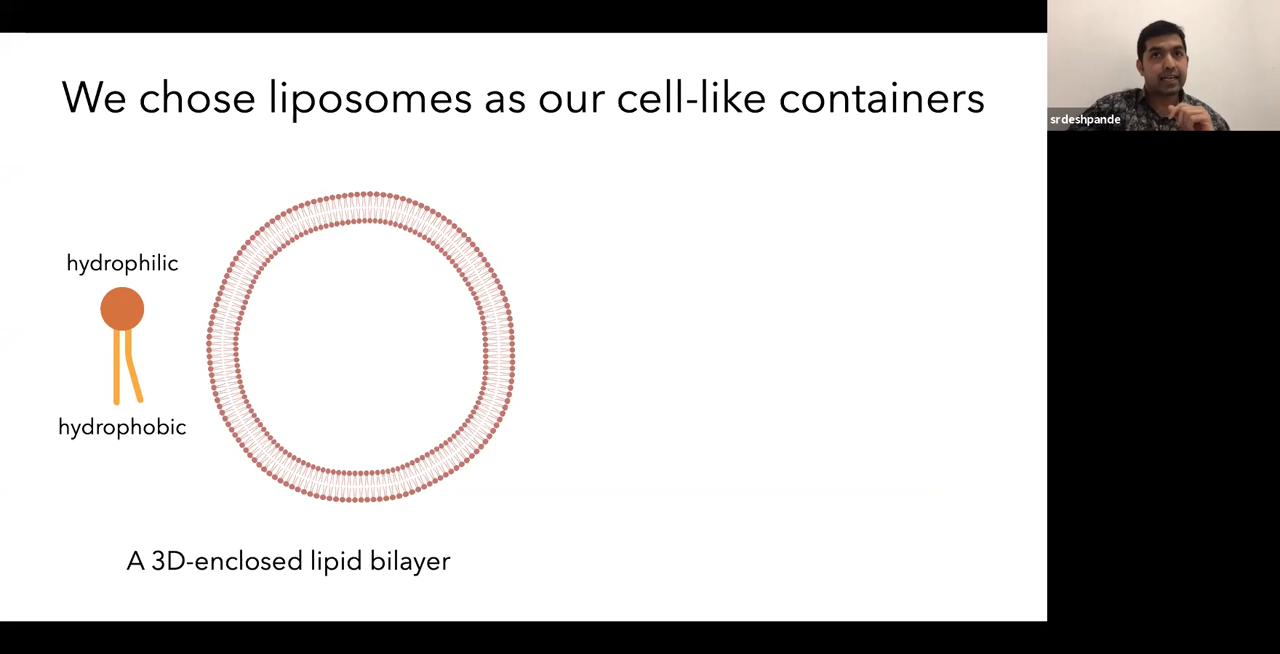 We chose liposomes as our cell-like containers
srdeshpande
hydrophilic
hydrophobic
A 3D-enclosed lipid bilayer